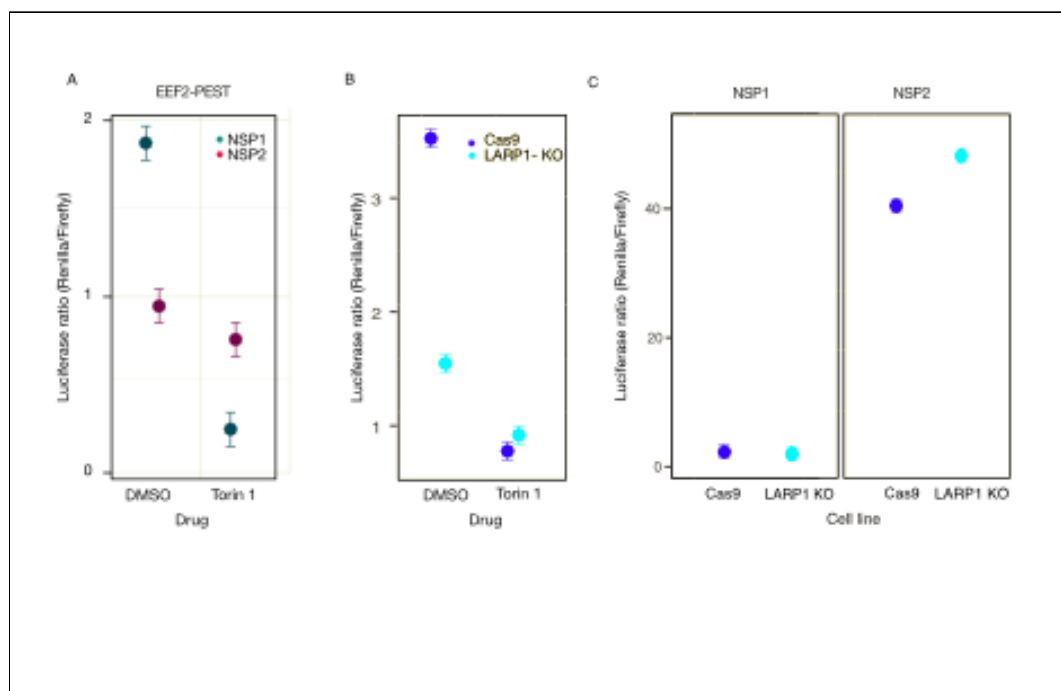 A
EEF2-PEST
2
1
0
NSP1
NSP2
Luciferase ratio (Renilla/Firefly)
DMSO
Torin 1
Drug
B
3
2
1
Cas9
LARP1- KO
Luciferase ratio (Renilla/Firefly)
DMSO
Torin 1
Drug
C
NSP1
NSP2
40
20
0
Luciferase ratio (Renilla/Firefly)
Cas9
LARP1 KO
Cas9
LARP1 KO
Cell line